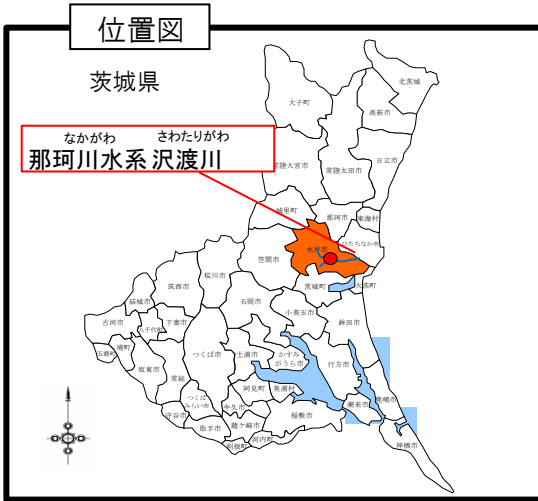 位置図
茨城県
なかがわ さわたりがわ
那珂川水系 沢渡川
北茨城市
大子町
高萩市
日立市
常陸大宮市
常陸太田市
城里町
那珂市
東海村
ひたちなか市
水戸市
笠間市
茨城町
大洗町
桜川市
筑西市
石岡市
小美玉市
鉾田市
結城市
古河市
八千代町
下妻市
五霞町
境町
つくば市
土浦市
かすみ
がうら市
行方市
坂東市
常総
つくば
みらい市
阿見町
美浦村
牛久市
潮来市
鹿嶋市
守谷市
取手市
龍ケ崎市
稲敷市
利根町
河内町
神栖市